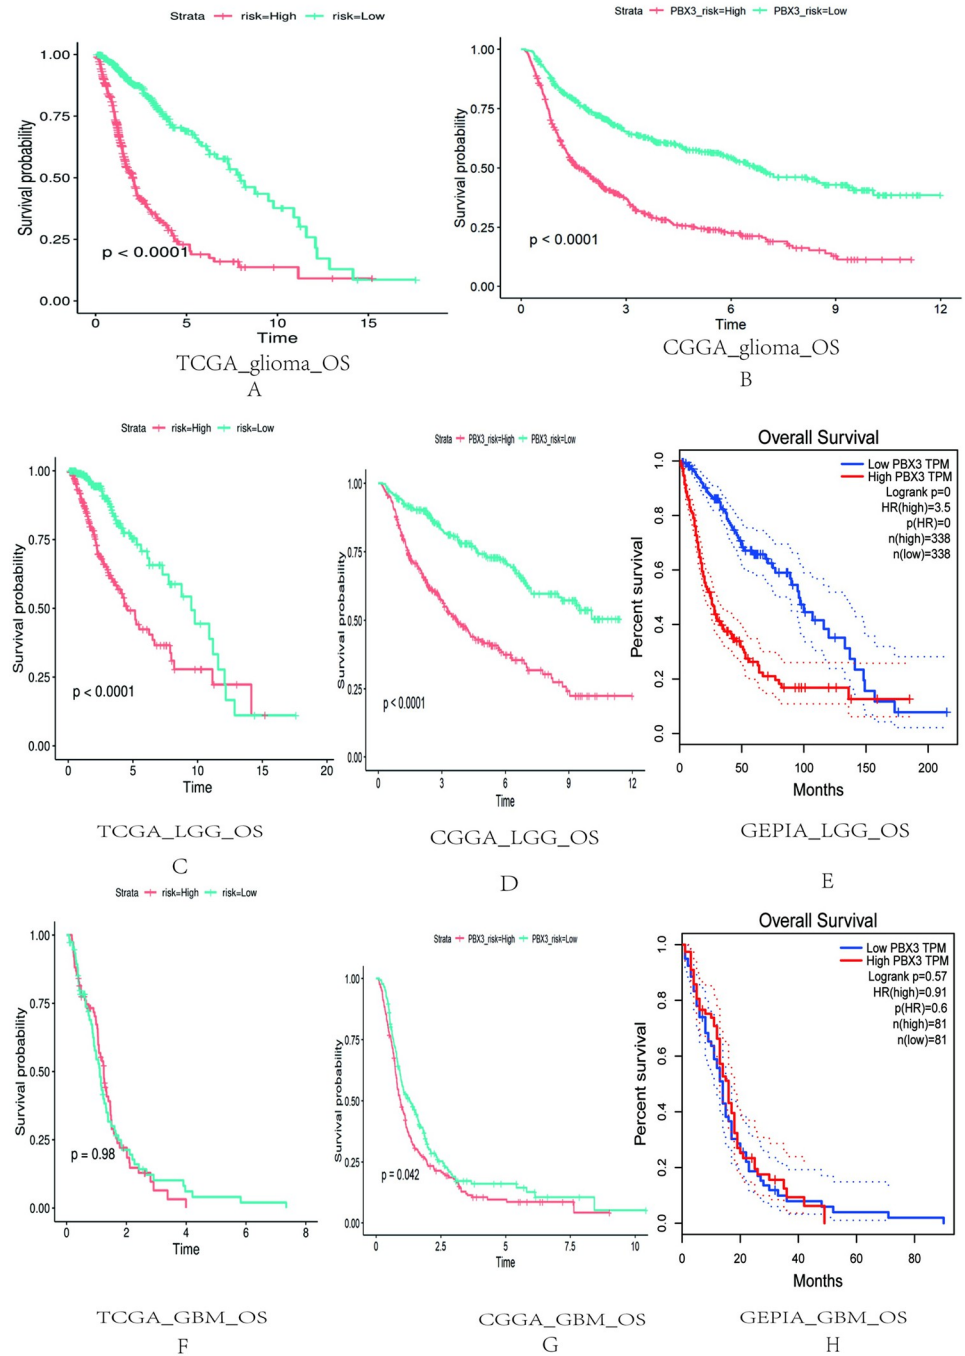 Strata risk=High risk=Low
1.00
0.75
0.50
0.25
0.00
Survival probability
p < 0.0001
0 5 10 15
Time
TCGA_glioma_OS
A
Strata PBX3_risk=High PBX3_risk=Low
1.00
0.75
0.50
0.25
0.00
Survival probability
p < 0.0001
0 3 6 9 12
Time
CGGA_glioma_OS
B
Strata risk=High risk=Low
1.00
0.75
0.50
0.25
0.00
Survival probability
p < 0.0001
0 5 10 15 20
Time
TCGA_LGG_OS
C
Strata PBX3_risk=High PBX3_risk=Low
1.00
0.75
0.50
0.25
0.00
Survival probability
p < 0.0001
0 3 6 9 12
Time
CGGA_LGG_OS
D
Overall Survival
Low PBX3 TPM
High PBX3 TPM
Logrank p=0
HR(high)=3.5
p(HR)=0
n(high)=338
n(low)=338
1.0
0.8
0.6
0.4
0.2
0.0
Percent survival
0 50 100 150 200
Months
GEPIA_LGG_OS
E
Strata risk=High risk=Low
1.00
0.75
0.50
0.25
0.00
Survival probability
p = 0.98
0 2 4 6 8
Time
TCGA_GBM_OS
F
Strata PBX3_risk=High PBX3_risk=Low
1.00
0.75
0.50
0.25
0.00
Survival probability
p = 0.042
0 2.5 5 7.5 10
Time
CGGA_GBM_OS
G
Overall Survival
Low PBX3 TPM
High PBX3 TPM
Logrank p=0.57
HR(high)=0.91
p(HR)=0.6
n(high)=81
n(low)=81
1.0
0.8
0.6
0.4
0.2
0.0
Percent survival
0 20 40 60 80
Months
GEPIA_GBM_OS
H